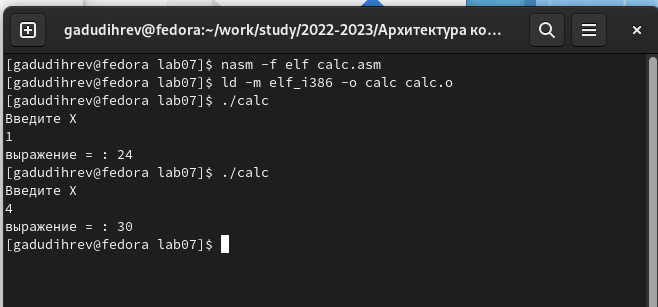 gadudihrev@fedora:~/work/study/2022-2023/Архитектура ко...
[gadudihrev@fedora lab07]$ nasm -f elf calc.asm
[gadudihrev@fedora lab07]$ ld -m elf_i386 -o calc calc.o
[gadudihrev@fedora lab07]$ ./calc
Введите X
1
выражение = : 24
[gadudihrev@fedora lab07]$ ./calc
Введите X
4
выражение = : 30
[gadudihrev@fedora lab07]$